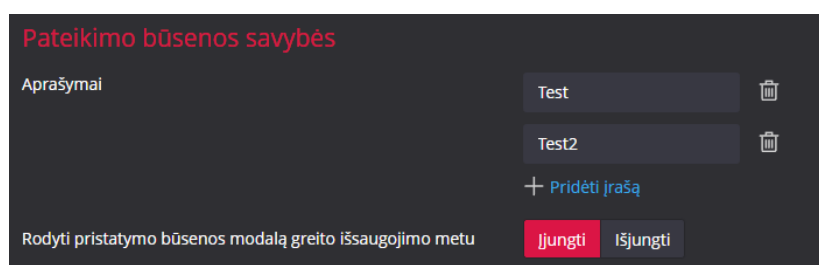 Pateikimo būsenos savybės
Aprašymai
Test
Test2
Pridėti įrašą
Rodyti pristatymo būsenos modalą greito išsaugojimo metu
Įjungti Išjungti